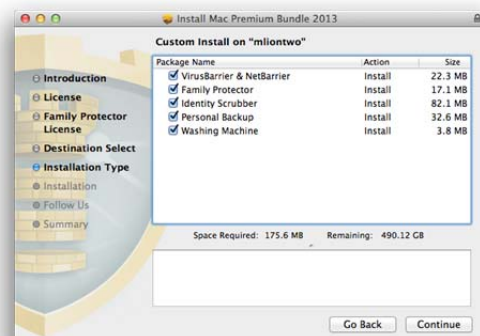 Install Mac Premium Bundle 2013
Custom Install on "mliontwo"
Introduction
License
Family Protector
License
Destination Select
Installation Type
Installation
Follow Us
Summary
Package Name Action Size
VirusBarrier & NetBarrier Install 22.3 MB
Family Protector Install 17.1 MB
Identity Scrubber Install 82.1 MB
Personal Backup Install 32.6 MB
Washing Machine Install 3.8 MB
Space Required: 175.6 MB Remaining: 490.12 GB
Go Back Continue